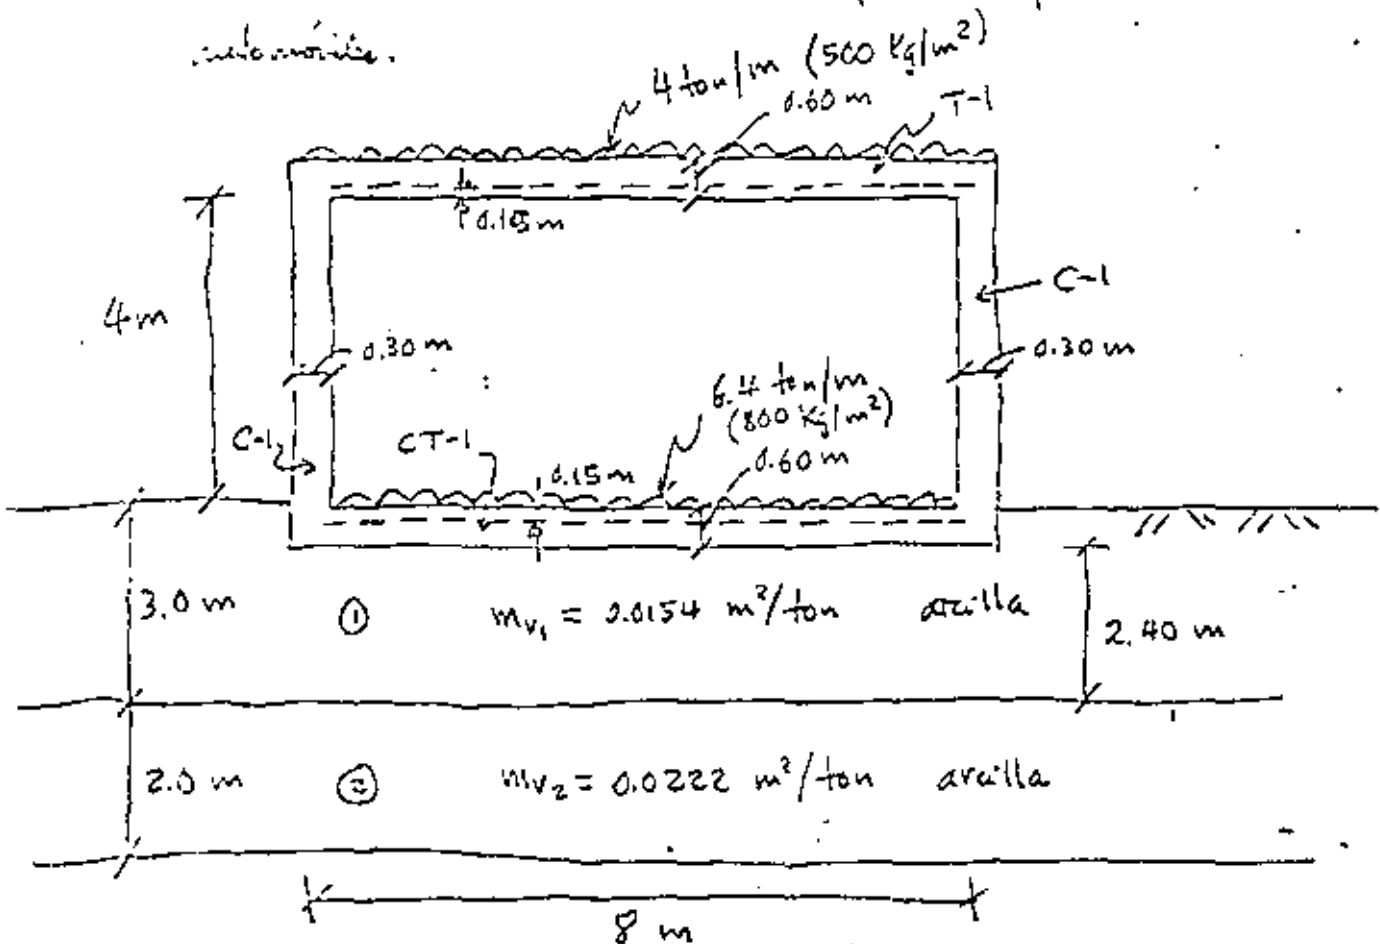 4 ton/m (500 Kg/m²)
0.60 m
T-1
0.15 m
4 m
C-1
0.30 m
0.30 m
6.4 ton/m
(800 Kg/m²)
C-1
CT-1
0.15 m
0.60 m
3.0 m
①
mv₁ = 0.0154 m²/ton
arcilla
2.40 m
2.0 m
②
mv₂ = 0.0222 m²/ton
arcilla
8 m